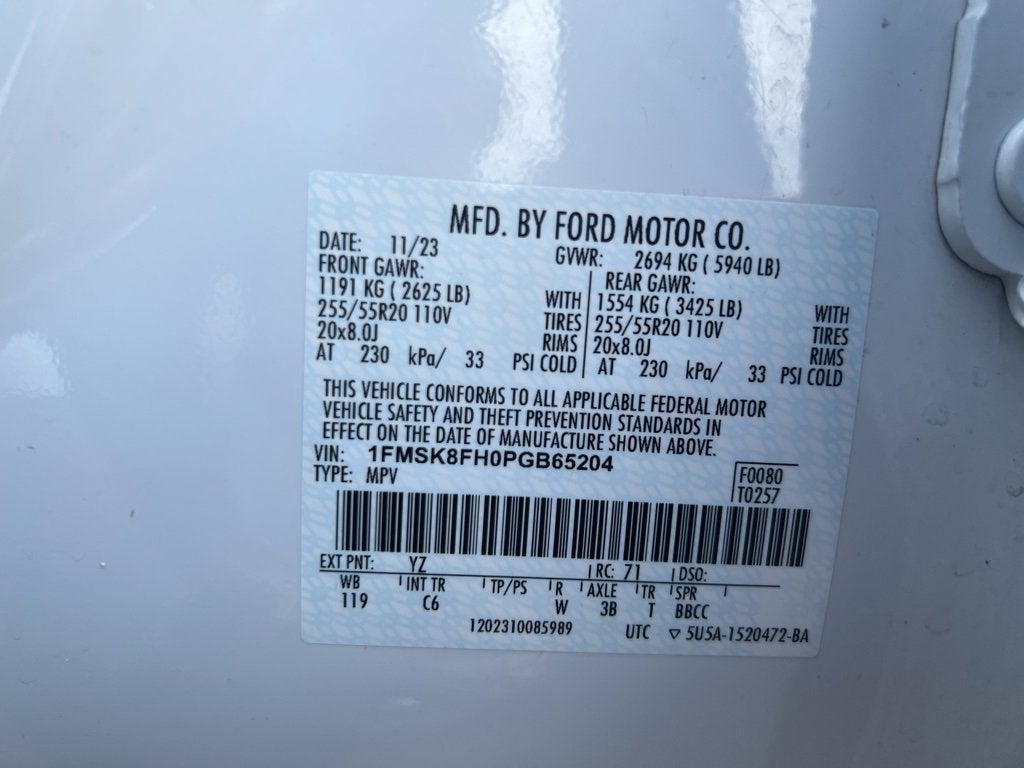 MFD. BY FORD MOTOR CO.
DATE: 11/23 GVWR: 2694 KG ( 5940 LB)
FRONT GAWR: REAR GAWR:
1191 KG ( 2625 LB) WITH 1554 KG ( 3425 LB) WITH
255/55R20 110V TIRES 255/55R20 110V TIRES
20x8.0J RIMS 20x8.0J RIMS
AT 230 kPa/ 33 PSI COLD AT 230 kPa/ 33 PSI COLD
THIS VEHICLE CONFORMS TO ALL APPLICABLE FEDERAL MOTOR
VEHICLE SAFETY AND THEFT PREVENTION STANDARDS IN
EFFECT ON THE DATE OF MANUFACTURE SHOWN ABOVE.
VIN: 1FMSK8FH0PGB65204
TYPE: MPV F0080
T0257
EXT PNT: YZ RC: 71 DSO:
WB INT TR TP/PS R AXLE TR SPR
119 C6 W 3B T BBCC
1202310085989 UTC ▽ 5U5A-1520472-BA